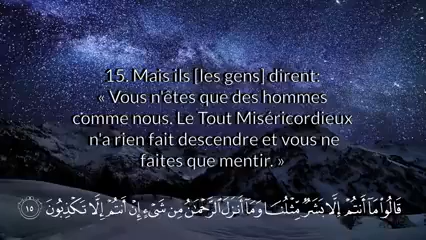 15. Mais ils [les gens] dirent:
« Vous n'êtes que des hommes
comme nous. Le Tout Miséricordieux
n'a rien fait descendre et vous ne
faites que mentir. »
قَالُوا۟ مَآ أَنتُمْ إِلَّا بَشَرٌ مِّثْلُنَا وَمَآ أَنزَلَ ٱلرَّحْمَٰنُ مِن شَىْءٍ إِنْ أَنتُمْ إِلَّا تَكْذِبُونَ ١٥